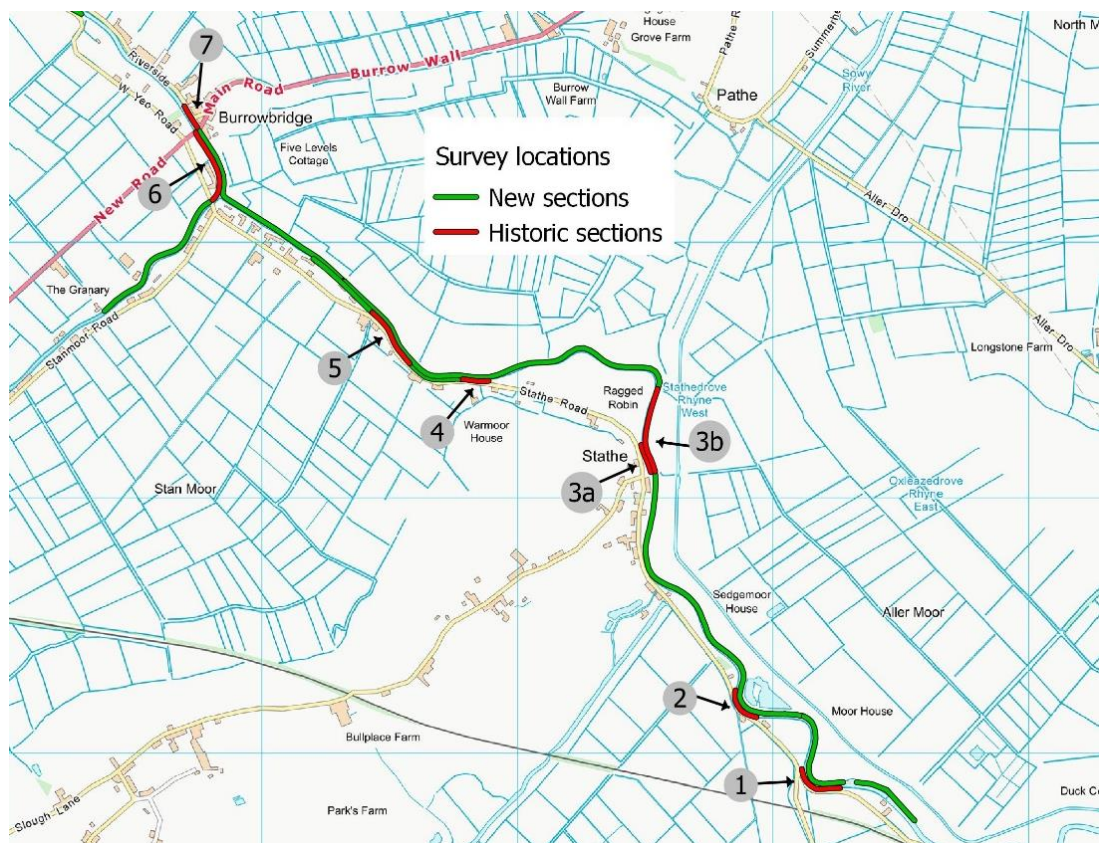 House
Grove Farm
Pathe
North M
7
Riverside
W Yeo Road
Main Road
Burrow Wall
Burrow
Wall Farm
Pathe
Summerhe
Sowy
River
Burrowbridge
Five Levels
Cottage
New Road
6
Survey locations
New sections
Historic sections
Aller Dro
The Granary
Stanmoor Road
5
4
Warmoor
House
Stathe Road
Ragged
Robin
Stathedrove
Rhyne
West
Aller Dro
Longstone Farm
Stathe
3b
3a
Stan Moor
Oxleazedrove
Rhyne
East
Sedgemoor
House
Aller Moor
2
Moor House
Bullplace Farm
1
Slough Lane
Park's Farm
Duck Co